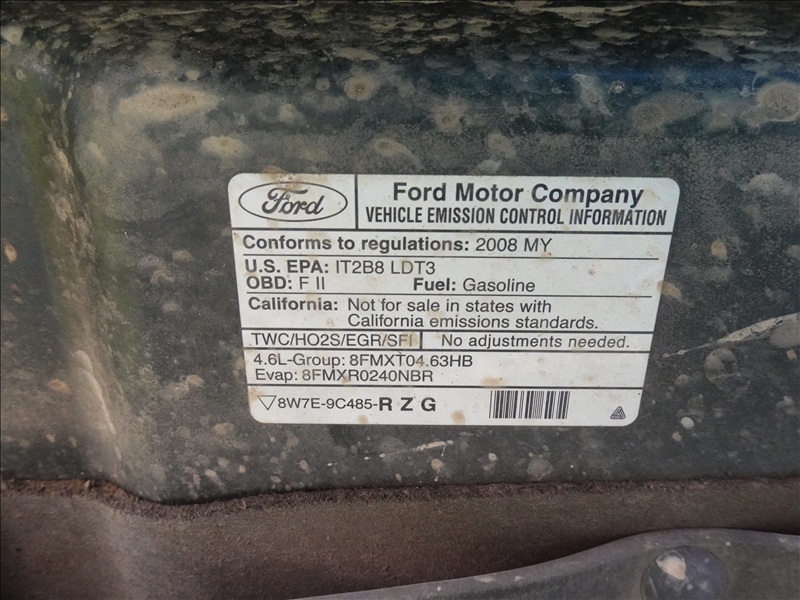 Ford
Ford Motor Company
VEHICLE EMISSION CONTROL INFORMATION
Conforms to regulations: 2008 MY
U.S. EPA: IT2B8 LDT3
OBD: F II Fuel: Gasoline
California: Not for sale in states with
California emissions standards.
TWC/HO2S/EGR/SFI No adjustments needed.
4.6L-Group: 8FMXT04.63HB
Evap: 8FMXR0240NBR
▽8W7E-9C485-R Z G